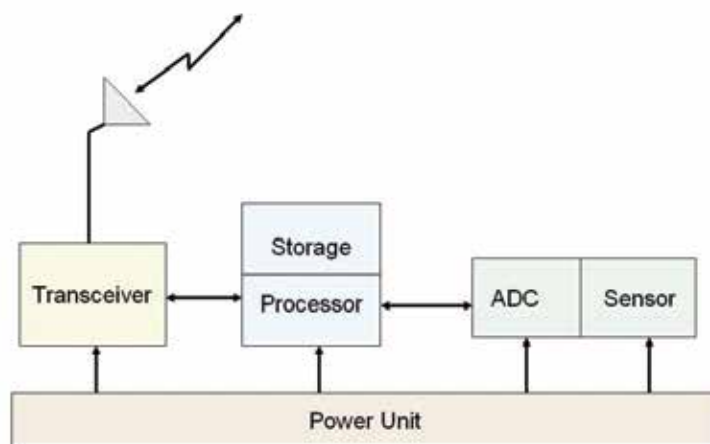 Storage
Transceiver
Processor
ADC
Sensor
Power Unit